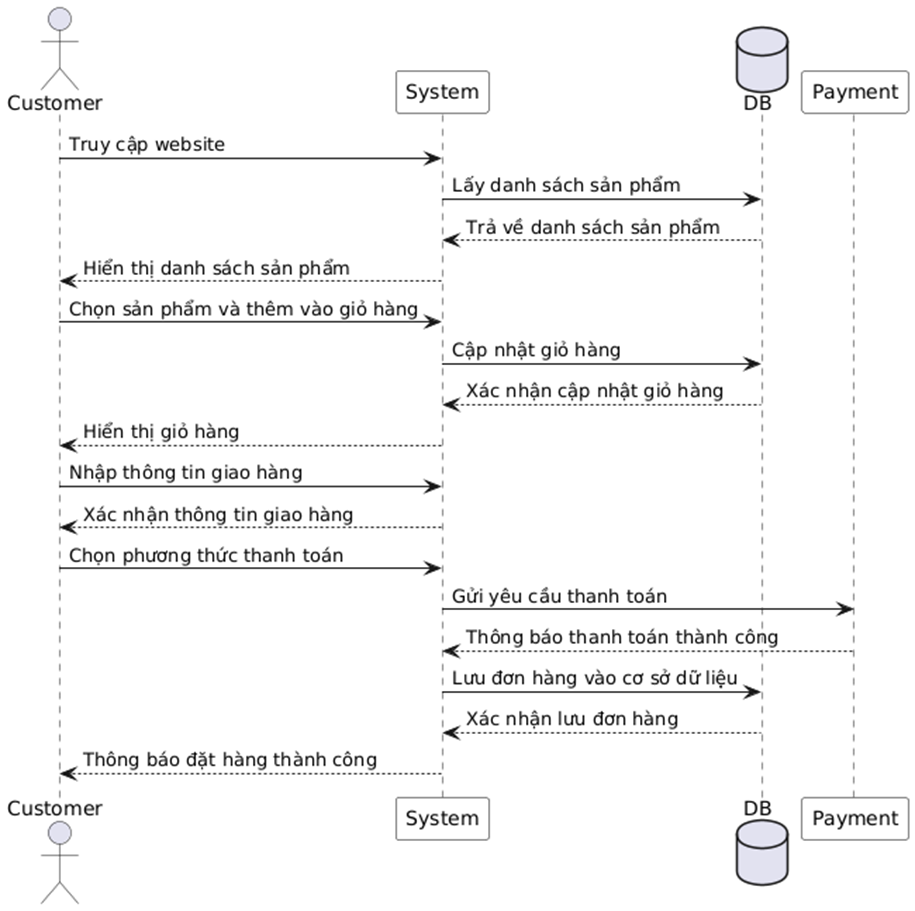 Customer
System
DB
Payment
Truy cập website
Lấy danh sách sản phẩm
Trả về danh sách sản phẩm
Hiển thị danh sách sản phẩm
Chọn sản phẩm và thêm vào giỏ hàng
Cập nhật giỏ hàng
Xác nhận cập nhật giỏ hàng
Hiển thị giỏ hàng
Nhập thông tin giao hàng
Xác nhận thông tin giao hàng
Chọn phương thức thanh toán
Gửi yêu cầu thanh toán
Thông báo thanh toán thành công
Lưu đơn hàng vào cơ sở dữ liệu
Xác nhận lưu đơn hàng
Thông báo đặt hàng thành công
Customer
System
DB
Payment